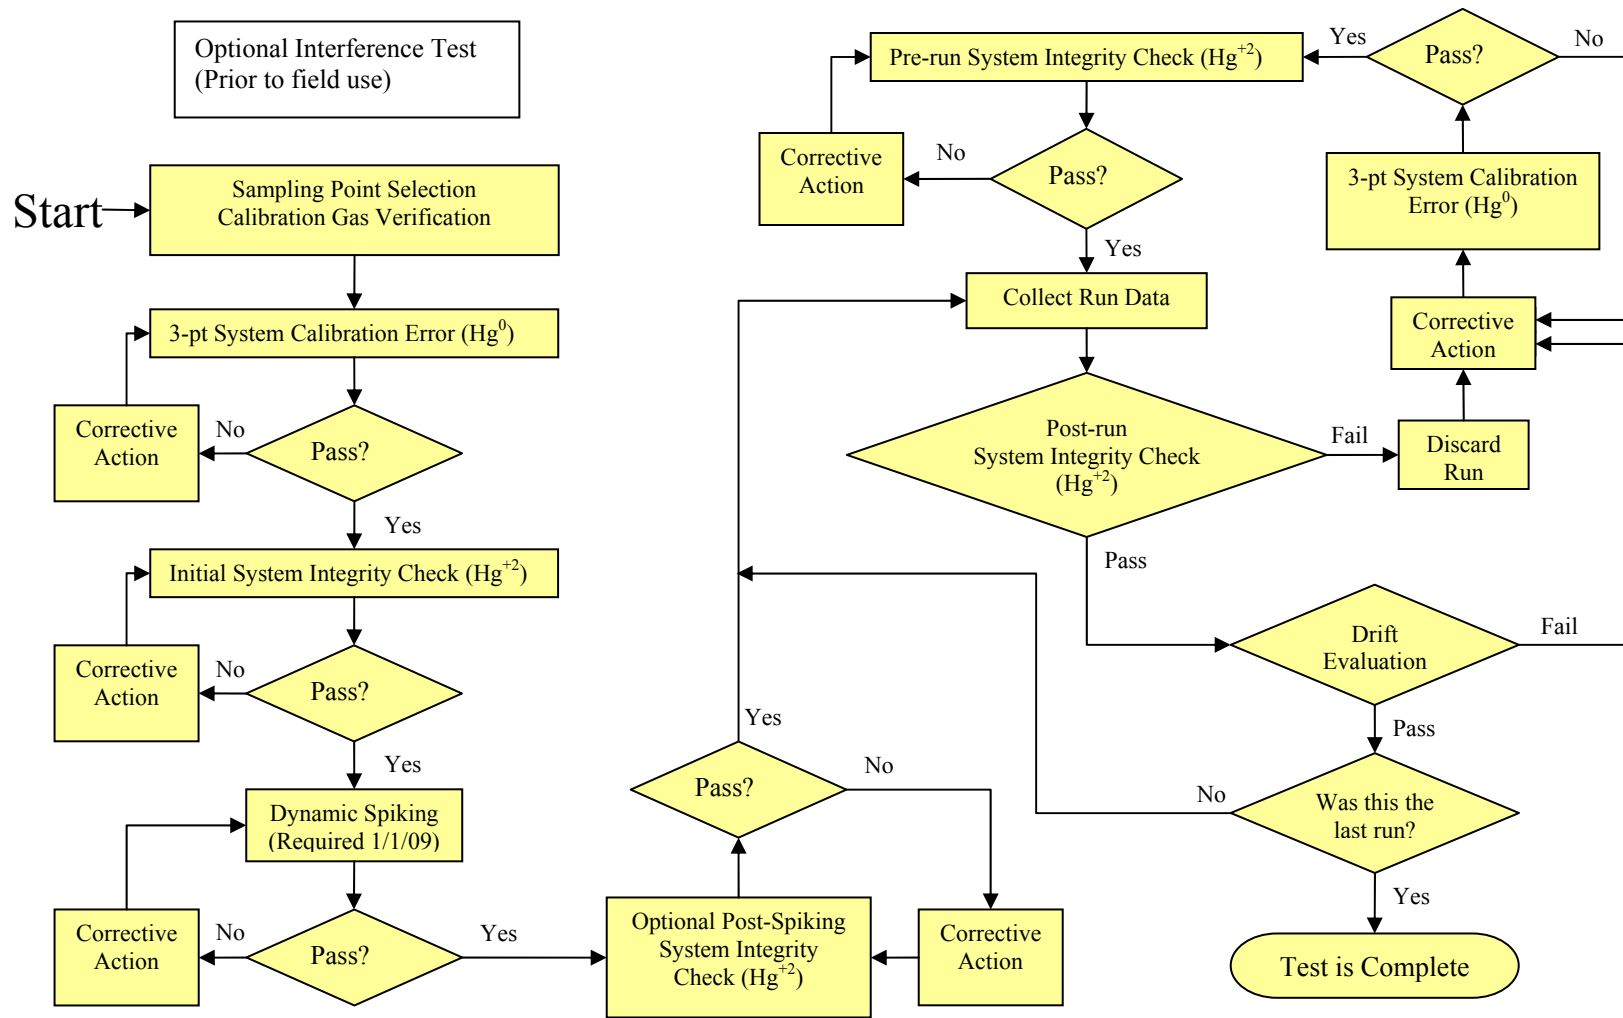 Optional Interference Test
(Prior to field use)
Start
Sampling Point Selection
Calibration Gas Verification
3-pt System Calibration Error (Hg⁰)
Corrective
Action
No
Pass?
Yes
Initial System Integrity Check (Hg⁺²)
Corrective
Action
No
Pass?
Yes
Dynamic Spiking
(Required 1/1/09)
Corrective
Action
No
Pass?
Yes
Optional Post-Spiking
System Integrity
Check (Hg⁺²)
Yes
Pass?
No
Corrective
Action
Pre-run System Integrity Check (Hg⁺²)
Corrective
Action
No
Pass?
Yes
Collect Run Data
Post-run
System Integrity Check
(Hg⁺²)
Fail
Discard
Run
Corrective
Action
3-pt System Calibration
Error (Hg⁰)
Yes
Pass?
No
Pass
Drift
Evaluation
Fail
Pass
No
Was this the
last run?
Yes
Test is Complete